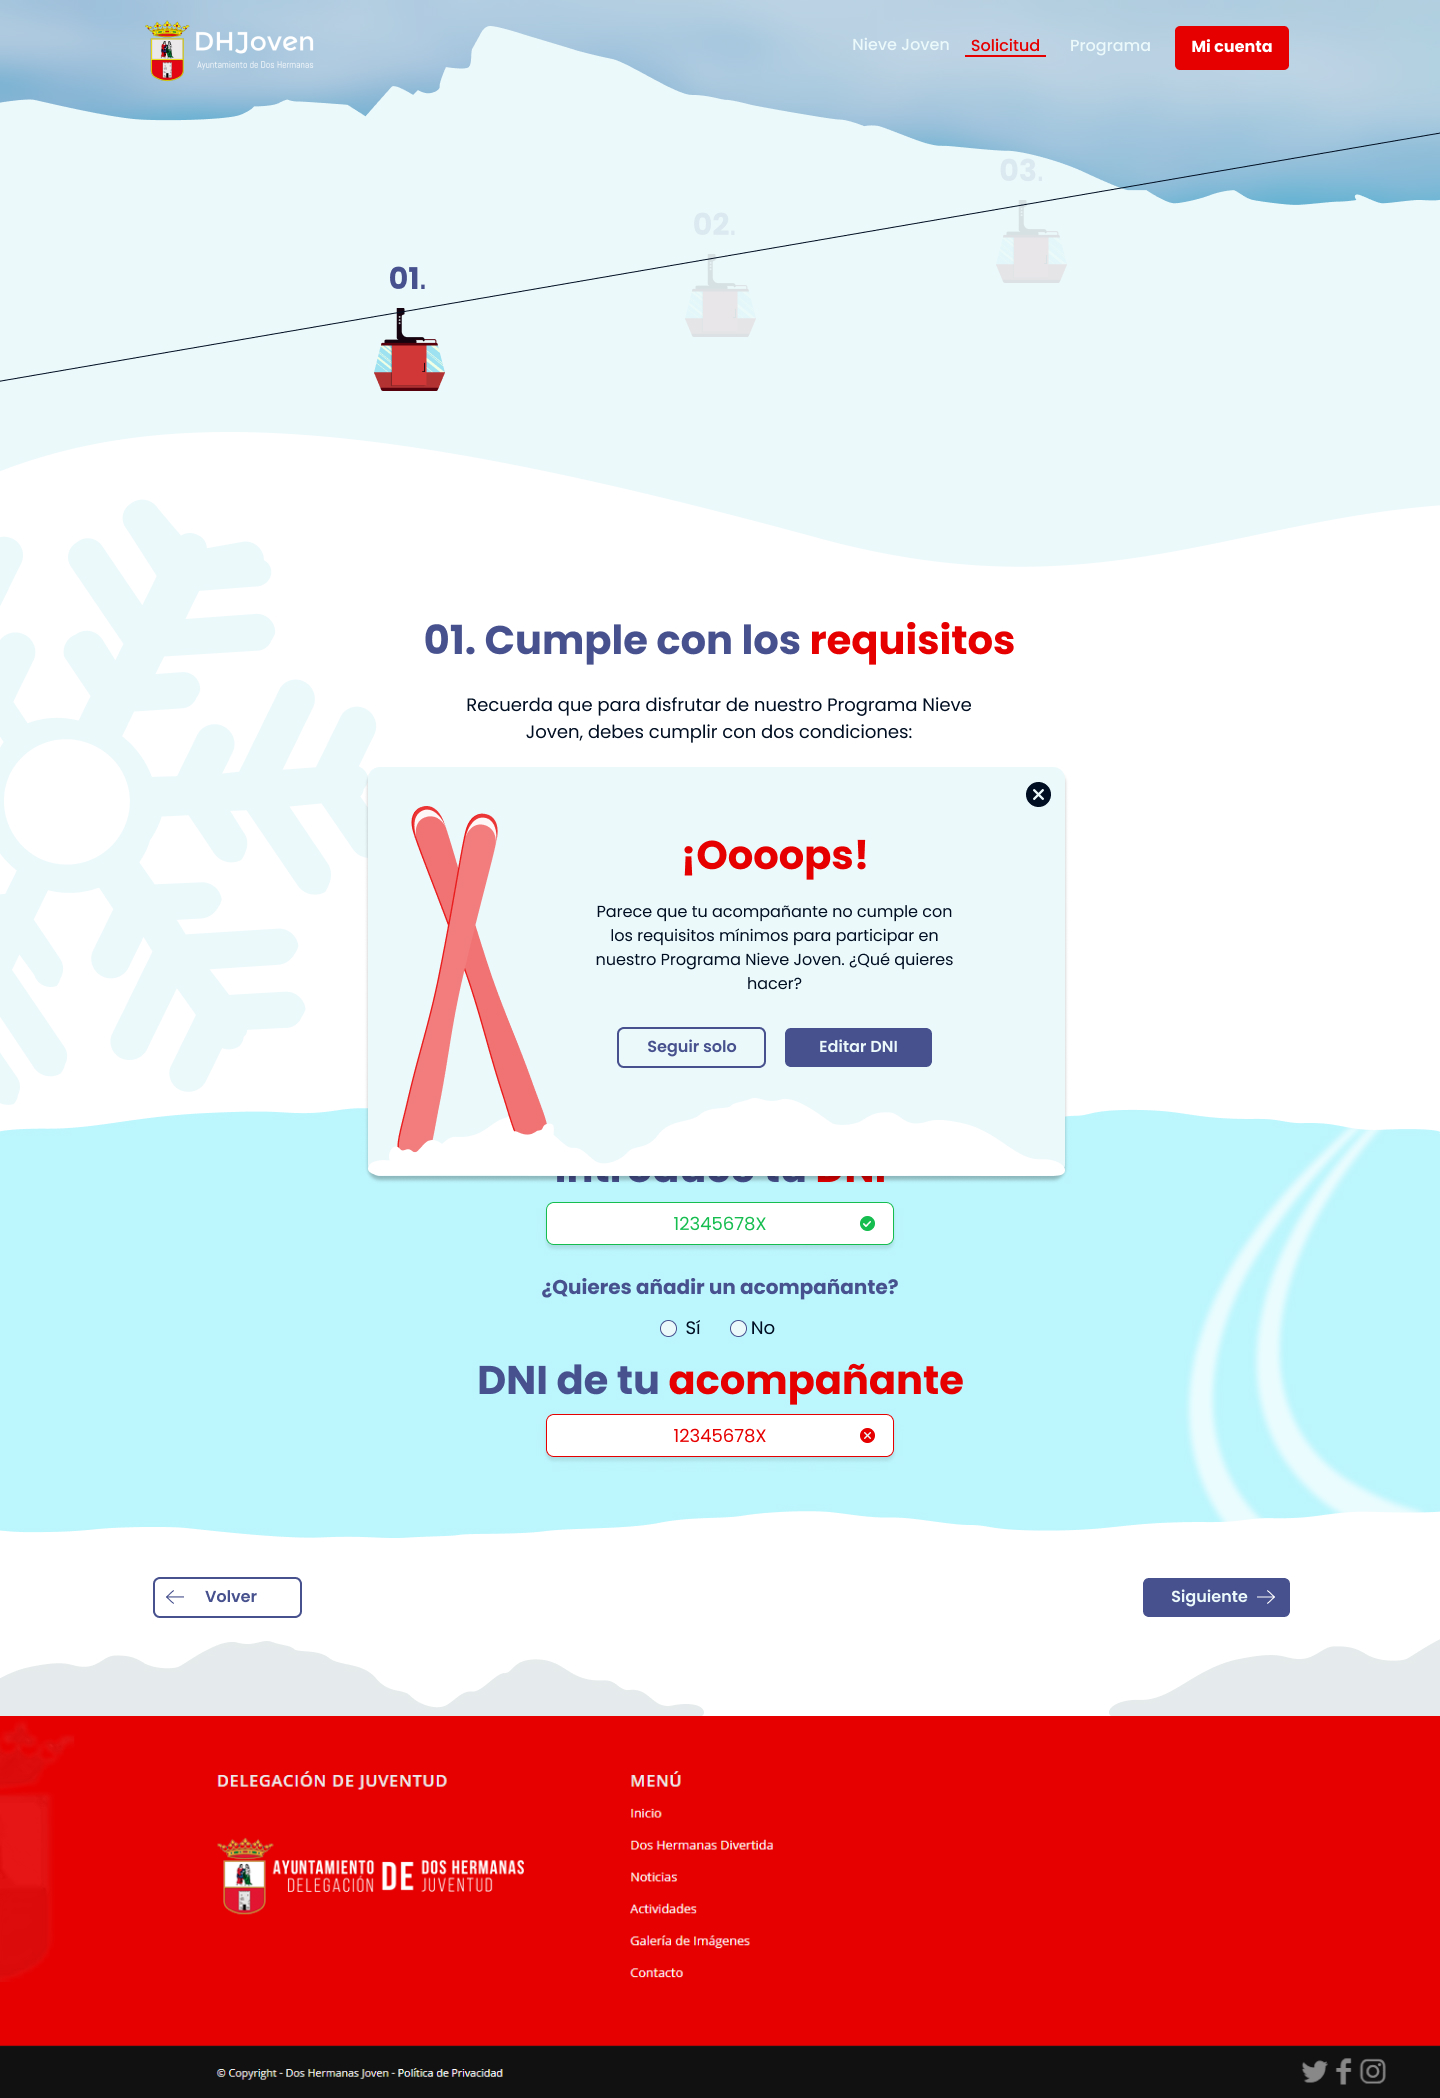 DHJoven
Ayuntamiento de Dos Hermanas
Nieve Joven
Solicitud
Programa
Mi cuenta
03.
02.
01.
01. Cumple con los requisitos
Recuerda que para disfrutar de nuestro Programa Nieve
Joven, debes cumplir con dos condiciones:
¡Oooops!
Parece que tu acompañante no cumple con
los requisitos mínimos para participar en
nuestro Programa Nieve Joven. ¿Qué quieres
hacer?
Seguir solo
Editar DNI
Introduce tu DNI
12345678X
¿Quieres añadir un acompañante?
Sí
No
DNI de tu acompañante
12345678X
Volver
Siguiente
DELEGACIÓN DE JUVENTUD
AYUNTAMIENTO DE DOS HERMANAS
DELEGACIÓN JUVENTUD
MENÚ
Inicio
Dos Hermanas Divertida
Noticias
Actividades
Galería de Imágenes
Contacto
© Copyright - Dos Hermanas Joven - Política de Privacidad